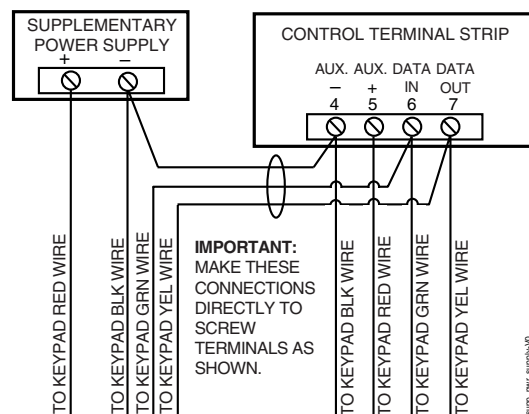 SUPPLEMENTARY
POWER SUPPLY
+ –
CONTROL TERMINAL STRIP
AUX. AUX. DATA DATA
– + IN OUT
4 5 6 7
TO KEYPAD RED WIRE
TO KEYPAD BLK WIRE
TO KEYPAD GRN WIRE
TO KEYPAD YEL WIRE
IMPORTANT:
MAKE THESE
CONNECTIONS
DIRECTLY TO
SCREW
TERMINALS AS
SHOWN.
TO KEYPAD BLK WIRE
TO KEYPAD RED WIRE
TO KEYPAD GRN WIRE
TO KEYPAD YEL WIRE